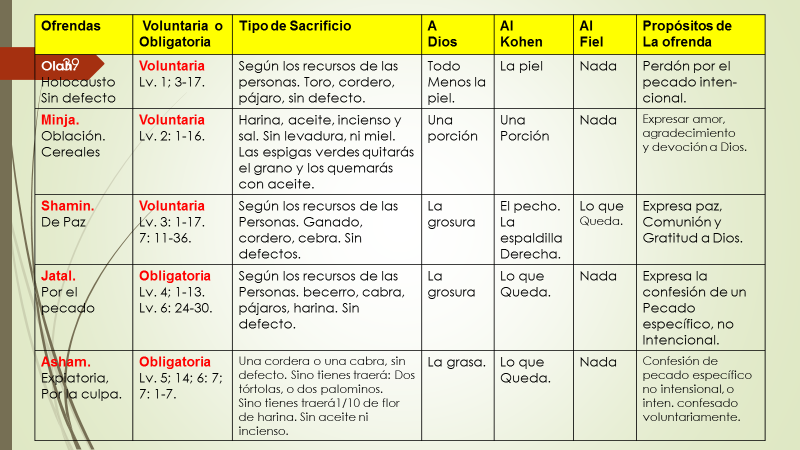 Ofrendas
Voluntaria o
Obligatoria
Tipo de Sacrificio
A
Dios
Al
Kohen
Al
Fiel
Propósitos de
La ofrenda
39
Olah.
Holocausto
Sin defecto
Voluntaria
Lv. 1; 3-17.
Según los recursos de las
personas. Toro, cordero,
pájaro, sin defecto.
Todo
Menos la
piel.
La piel
Nada
Perdón por el
pecado inten-
cional.
Minja.
Oblación.
Cereales
Voluntaria
Lv. 2: 1-16.
Harina, aceite, incienso y
sal. Sin levadura, ni miel.
Las espigas verdes quitarás
el grano y los quemarás
con aceite.
Una
porción
Una
Porción
Nada
Expresar amor,
agradecimiento
y devoción a Dios.
Shamin.
De Paz
Voluntaria
Lv. 3: 1-17.
7: 11-36.
Según los recursos de las
Personas. Ganado,
cordero, cebra. Sin
defectos.
La
grosura
El pecho.
La
espaldilla
Derecha.
Lo que
Queda.
Expresa paz,
Comunión y
Gratitud a Dios.
Jatal.
Por el
pecado
Obligatoria
Lv. 4; 1-13.
Lv. 6: 24-30.
Según los recursos de las
Personas. becerro, cabra,
pájaros, harina. Sin
defecto.
La
grosura
Lo que
Queda.
Nada
Expresa la
confesión de un
Pecado
específico, no
Intencional.
Asham.
Expiatoria,
Por la culpa.
Obligatoria
Lv. 5; 14; 6: 7;
7: 1-7.
Una cordera o una cabra, sin
defecto. Sino tienes traerá: Dos
tórtolas, o dos palominos.
Sino tienes traerá1/10 de flor
de harina. Sin aceite ni
incienso.
La grasa.
Lo que
Queda.
Nada
Confesión de
pecado específico
no intensional, o
inten. confesado
voluntariamente.